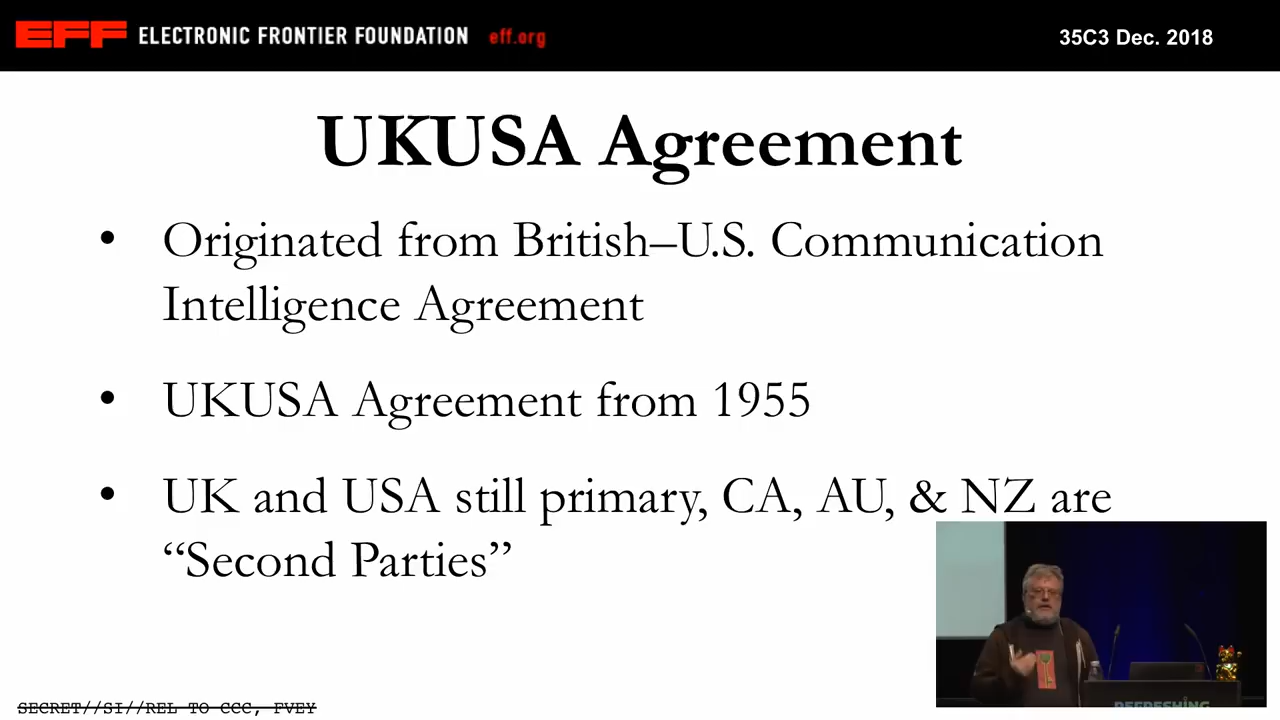 EFF ELECTRONIC FRONTIER FOUNDATION eff.org
35C3 Dec. 2018
UKUSA Agreement
• Originated from British–U.S. Communication
Intelligence Agreement
• UKUSA Agreement from 1955
• UK and USA still primary, CA, AU, & NZ are
“Second Parties”
SECRET//SI//REL TO CCC, FVEY
REFRESHING